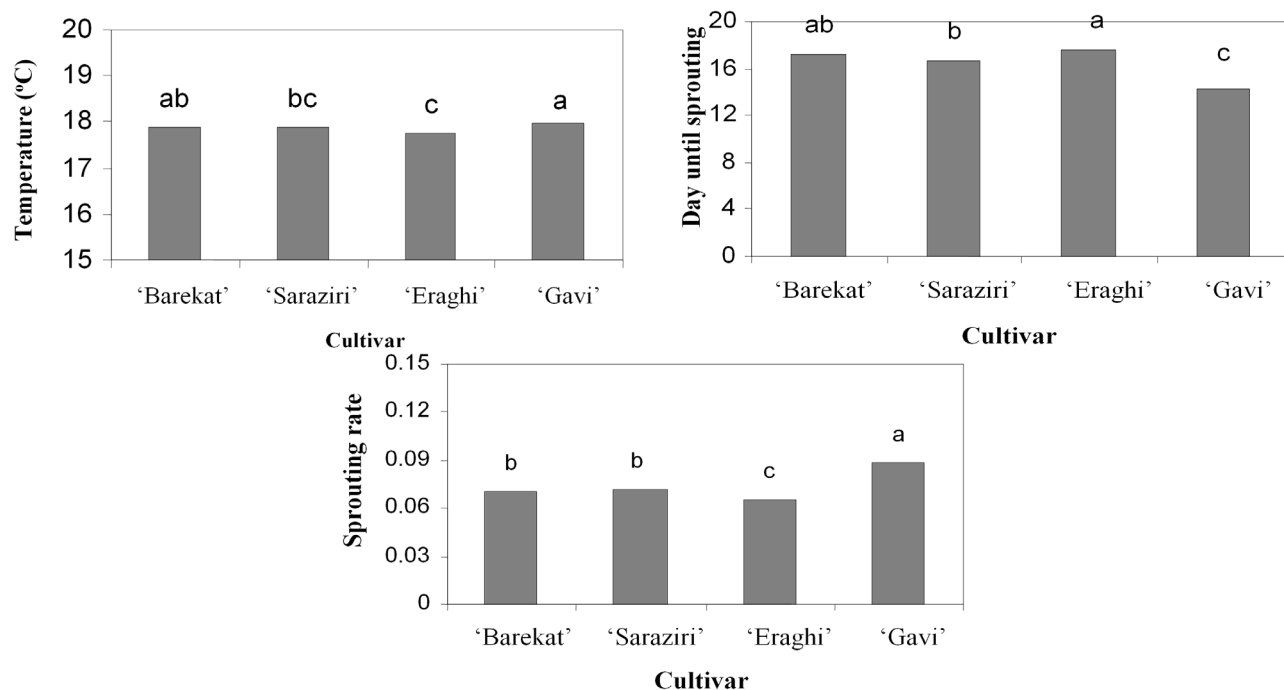 20
19
18
17
16
15
Temperature (ºC)
ab
bc
c
a
‘Barekat’ ‘Saraziri’ ‘Eraghi’ ‘Gavi’
Cultivar
20
16
12
8
4
0
Day until sprouting
ab
b
a
c
‘Barekat’ ‘Saraziri’ ‘Eraghi’ ‘Gavi’
Cultivar
0.15
0.12
0.09
0.06
0.03
0
Sprouting rate
b
b
c
a
‘Barekat’ ‘Saraziri’ ‘Eraghi’ ‘Gavi’
Cultivar